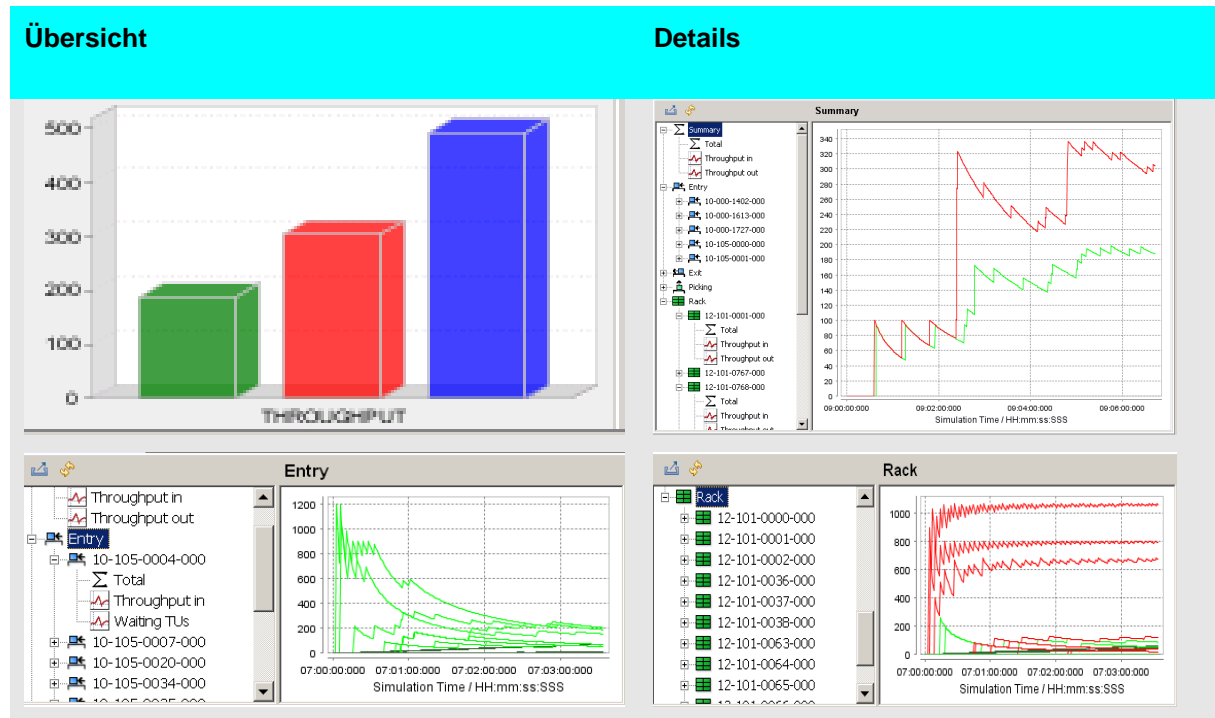 Übersicht
Details
500
400
300
200
100
0
THROUGHPUT
Summary
Summary
Total
Throughput in
Throughput out
Entry
10-000-1402-000
10-000-1613-000
10-000-1727-000
10-105-0000-000
10-105-0001-000
Exit
Picking
Rack
12-101-0001-000
Total
Throughput in
Throughput out
12-101-0767-000
12-101-0768-000
Total
Throughput in
Throughput out
340
320
300
280
260
240
220
200
180
160
140
120
100
80
60
40
20
0
09:00:00:000 09:02:00:000 09:04:00:000 09:06:00:000
Simulation Time / HH:mm:ss:SSS
Entry
Throughput in
Throughput out
Entry
10-105-0004-000
Total
Throughput in
Waiting TUs
10-105-0007-000
10-105-0020-000
10-105-0034-000
10-105-0035-000
1200
1000
800
600
400
200
0
07:00:00:000 07:01:00:000 07:02:00:000 07:03:00:000
Simulation Time / HH:mm:ss:SSS
Rack
Rack
12-101-0000-000
12-101-0001-000
12-101-0002-000
12-101-0036-000
12-101-0037-000
12-101-0038-000
12-101-0063-000
12-101-0064-000
12-101-0065-000
12-101-0066-000
1000
800
600
400
200
0
07:00:00:000 07:01:00:000 07:02:00:000 07:03:00:000
Simulation Time / HH:mm:ss:SSS